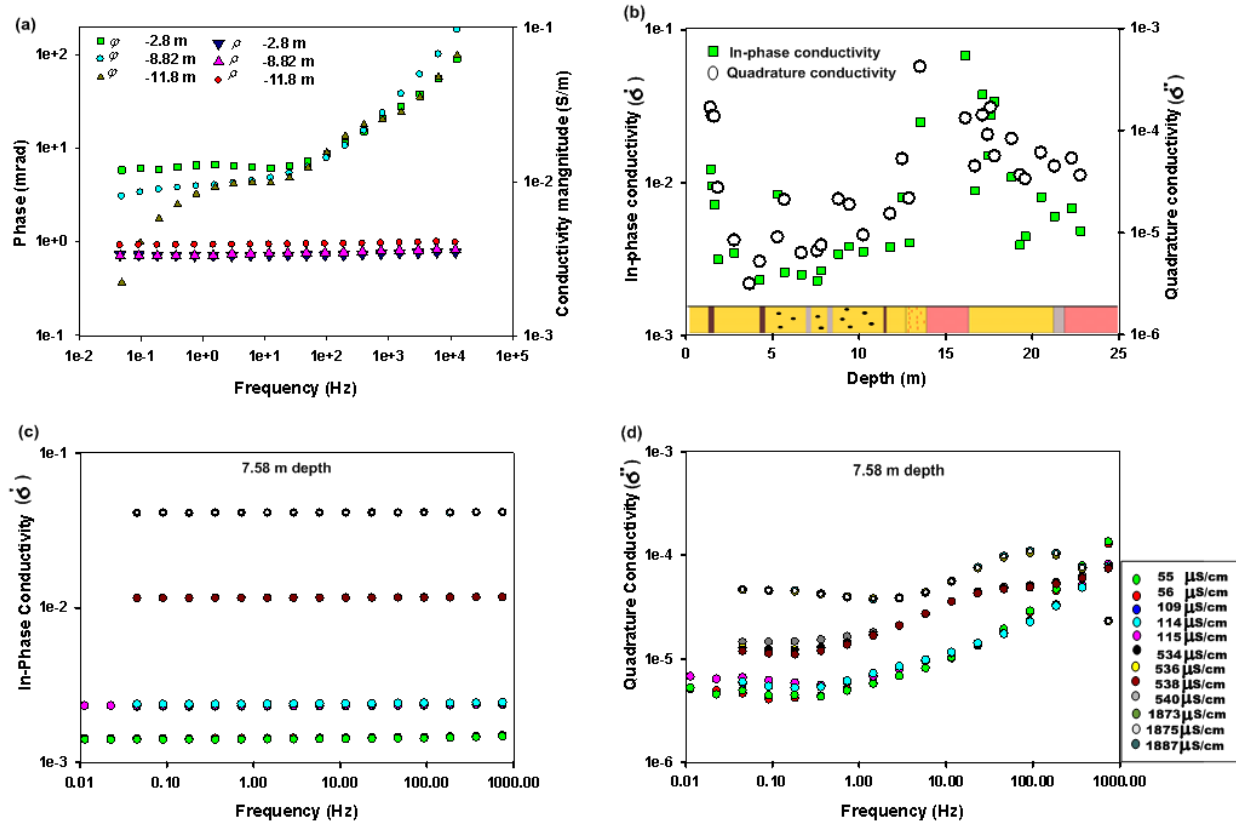 (a)
φ -2.8 m ρ -2.8 m
φ -8.82 m ρ -8.82 m
φ -11.8 m ρ -11.8 m
1e+2
1e+1
1e+0
1e-1
Phase (mrad)
1e-1
1e-2
1e-3
Conductivity mangnitude (S/m)
1e-2 1e-1 1e+0 1e+1 1e+2 1e+3 1e+4 1e+5
Frequency (Hz)
(b)
In-phase conductivity
Quadrature conductivity
1e-1
1e-2
1e-3
In-phase conductivity (σ')
1e-3
1e-4
1e-5
1e-6
Quadrature conductivity (σ'')
0 5 10 15 20 25
Depth (m)
(c)
7.58 m depth
1e-1
1e-2
1e-3
In-Phase Conductivity (σ')
0.01 0.10 1.00 10.00 100.00 1000.00
Frequency (Hz)
(d)
7.58 m depth
1e-3
1e-4
1e-5
1e-6
Quadrature Conductivity (σ'')
0.01 0.10 1.00 10.00 100.00 1000.00
Frequency (Hz)
55 µS/cm
56 µS/cm
109 µS/cm
114 µS/cm
115 µS/cm
534 µS/cm
536 µS/cm
538 µS/cm
540 µS/cm
1873 µS/cm
1875 µS/cm
1887 µS/cm